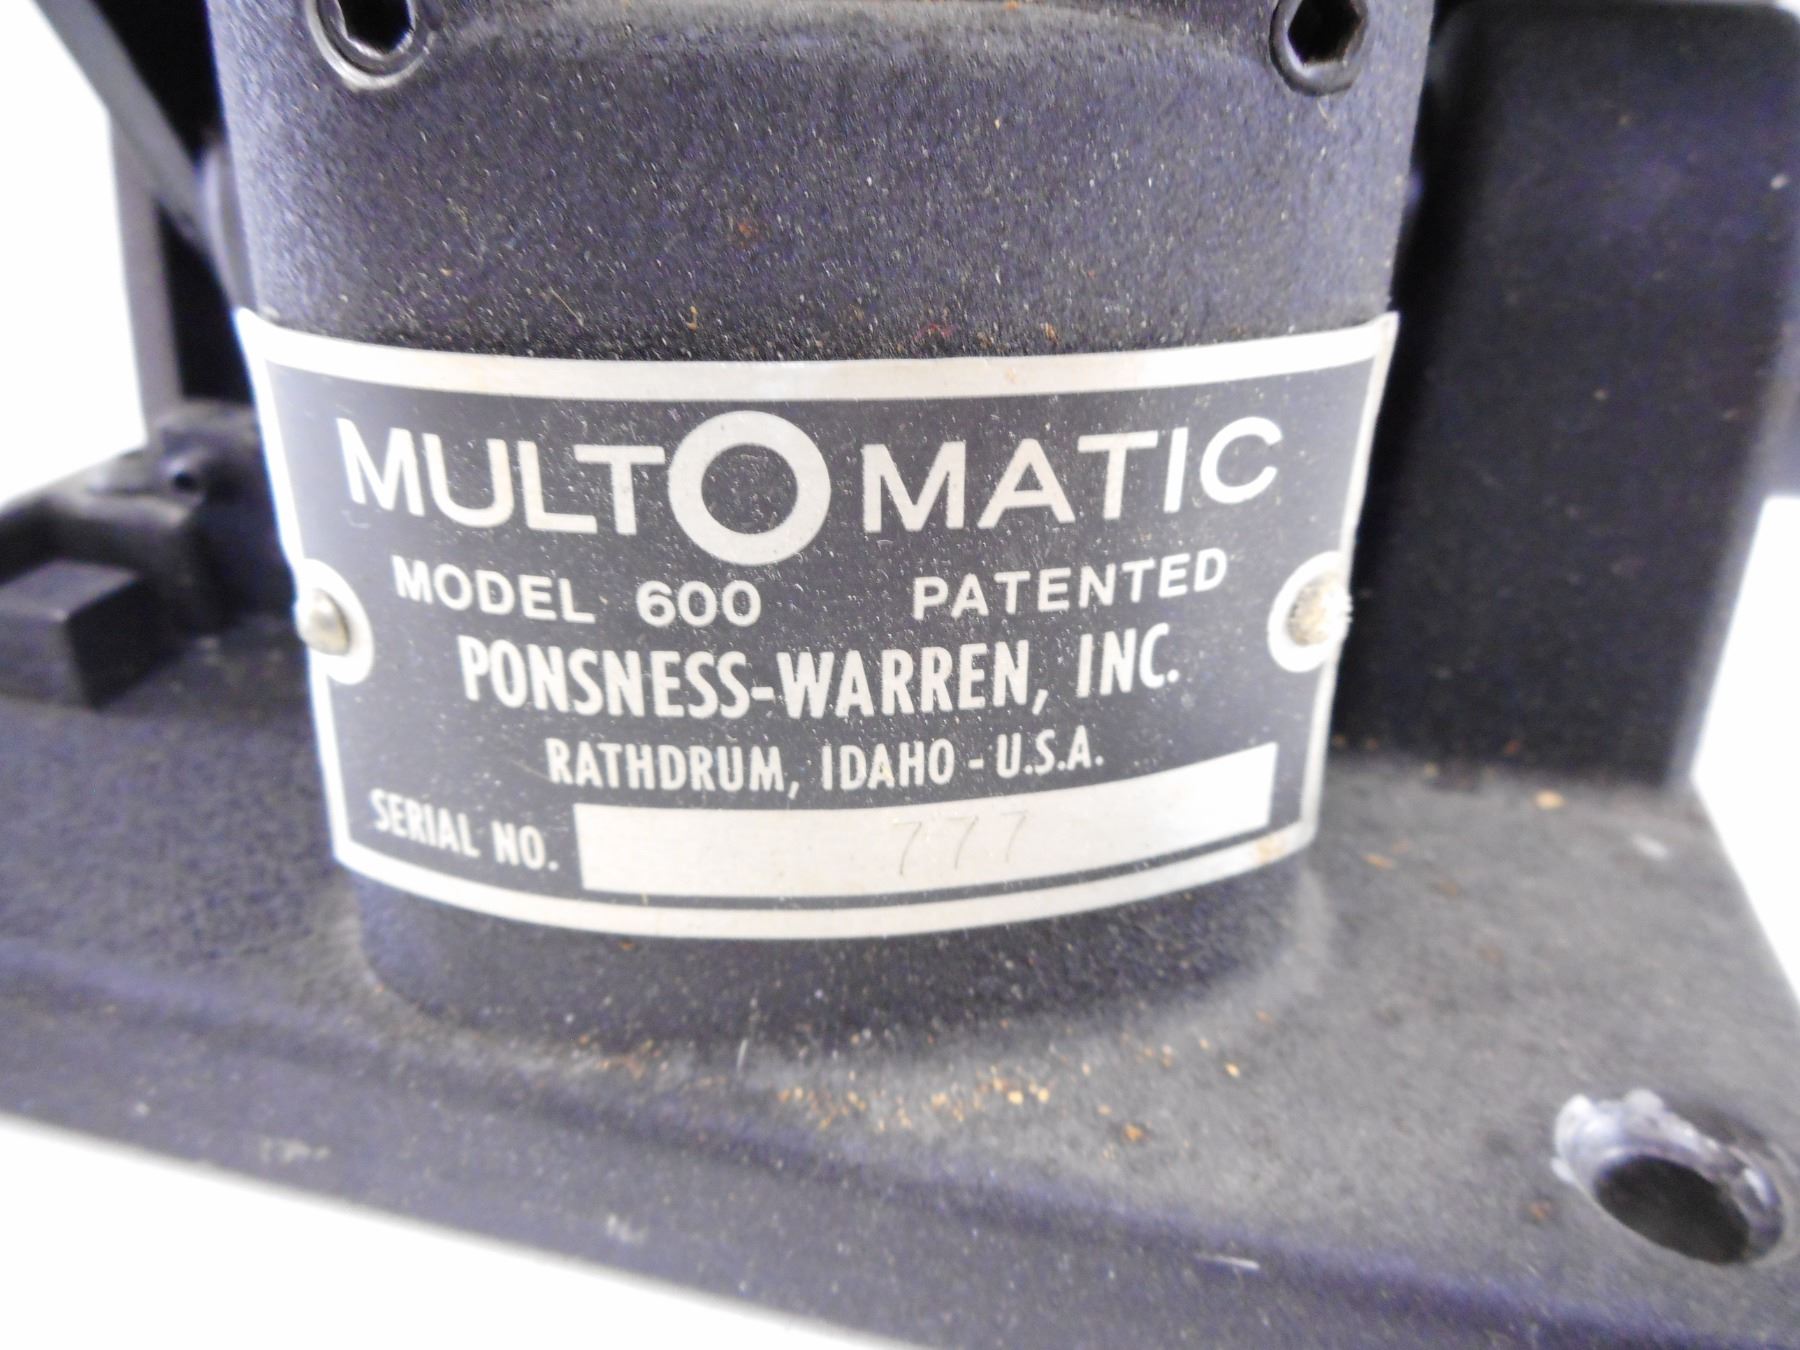 MULTOMATIC
MODEL 600 PATENTED
PONSNESS-WARREN, INC.
RATHDRUM, IDAHO - U.S.A.
SERIAL NO. 777